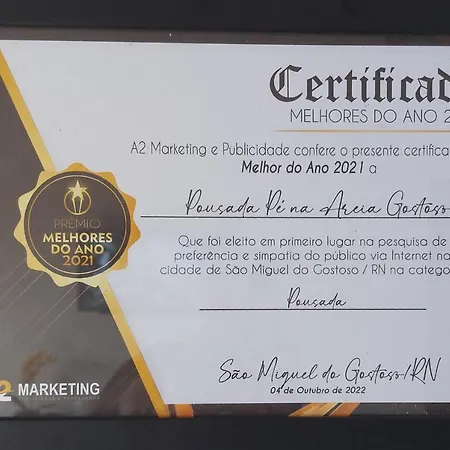 Certificad
MELHORES DO ANO 2
A2 Marketing e Publicidade confere o presente certifica
Melhor do Ano 2021 a
Pousada Pé na Areia Gostoso
PRÊMIO
MELHORES
DO ANO
2021
Que foi eleito em primeiro lugar na pesquisa de
preferência e simpatia do público via Internet na
cidade de São Miguel do Gostoso / RN na catego
Pousada
São Miguel do Gostoso/RN
04 de Outubro de 2022
2 MARKETING